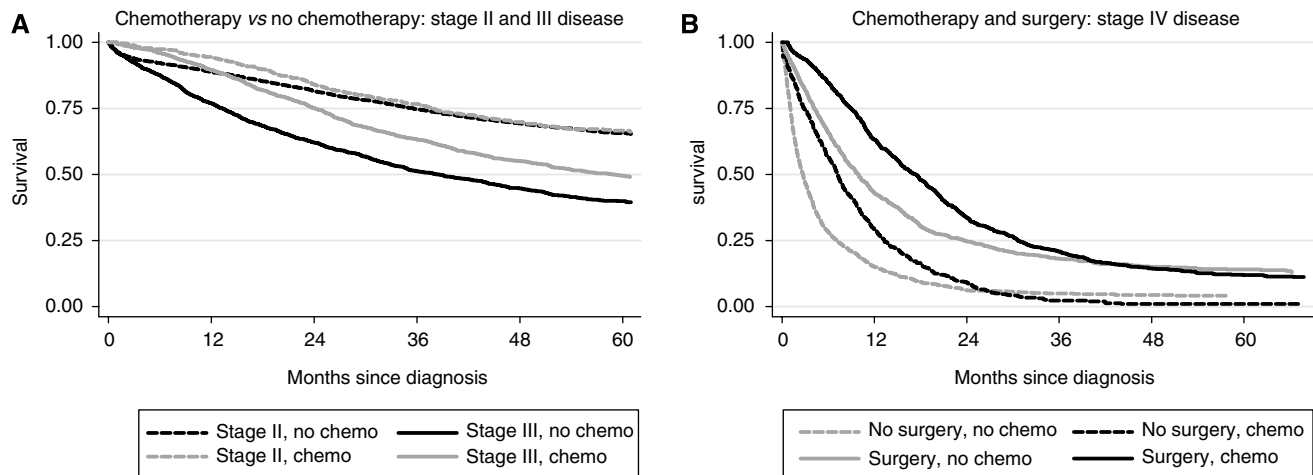 A
Chemotherapy vs no chemotherapy: stage II and III disease
1.00
0.75
0.50
0.25
0.00
Survival
0 12 24 36 48 60
Months since diagnosis
Stage II, no chemo Stage III, no chemo
Stage II, chemo Stage III, chemo
B
Chemotherapy and surgery: stage IV disease
1.00
0.75
0.50
0.25
0.00
survival
0 12 24 36 48 60
Months since diagnosis
No surgery, no chemo No surgery, chemo
Surgery, no chemo Surgery, chemo